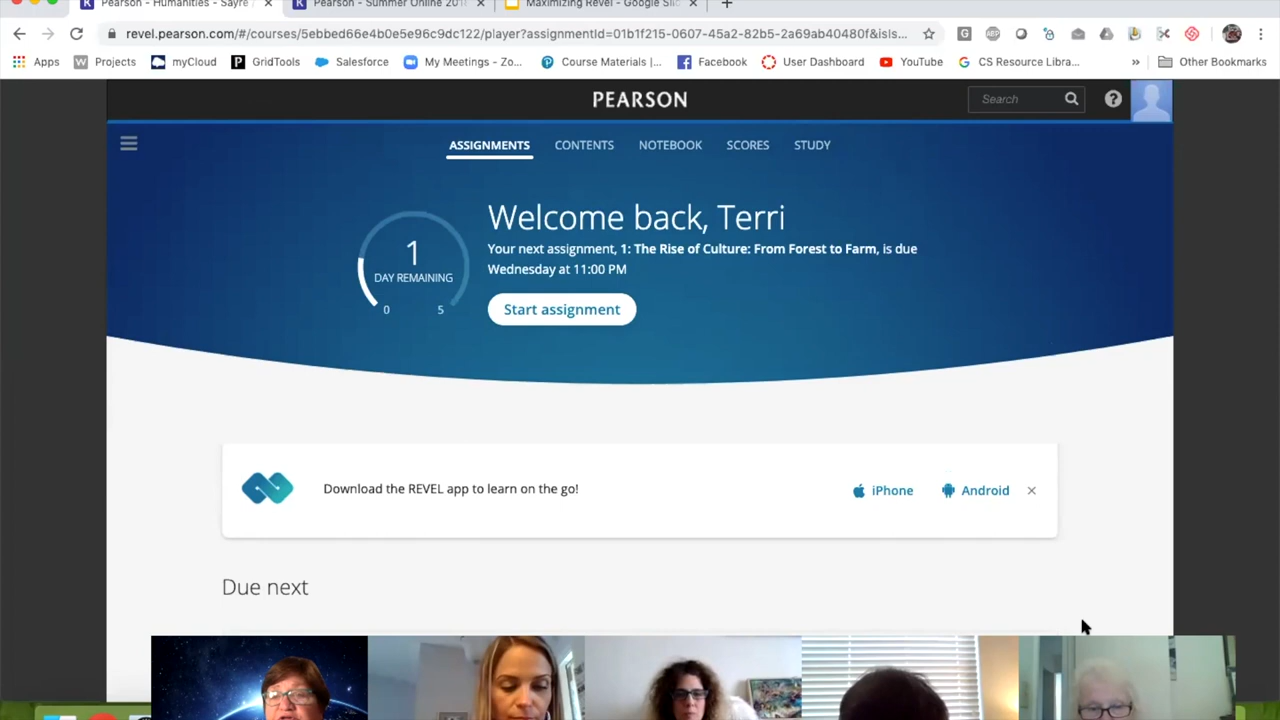 Pearson - Humanities - Sayre
Pearson - Summer Online 201
Maximizing Revel - Google Slid
revel.pearson.com/#/courses/5ebbed66e4b0e5e96c9dc122/player?assignmentId=01b1f215-0607-45a2-82b5-2a69ab40480f&isIs...
Apps
Projects
myCloud
GridTools
Salesforce
My Meetings - Zo...
Course Materials |...
Facebook
User Dashboard
YouTube
CS Resource Libra...
»
Other Bookmarks
PEARSON
Search
ASSIGNMENTS
CONTENTS
NOTEBOOK
SCORES
STUDY
1
DAY REMAINING
0 5
Welcome back, Terri
Your next assignment, 1: The Rise of Culture: From Forest to Farm, is due
Wednesday at 11:00 PM
Start assignment
Download the REVEL app to learn on the go!
iPhone
Android
Due next